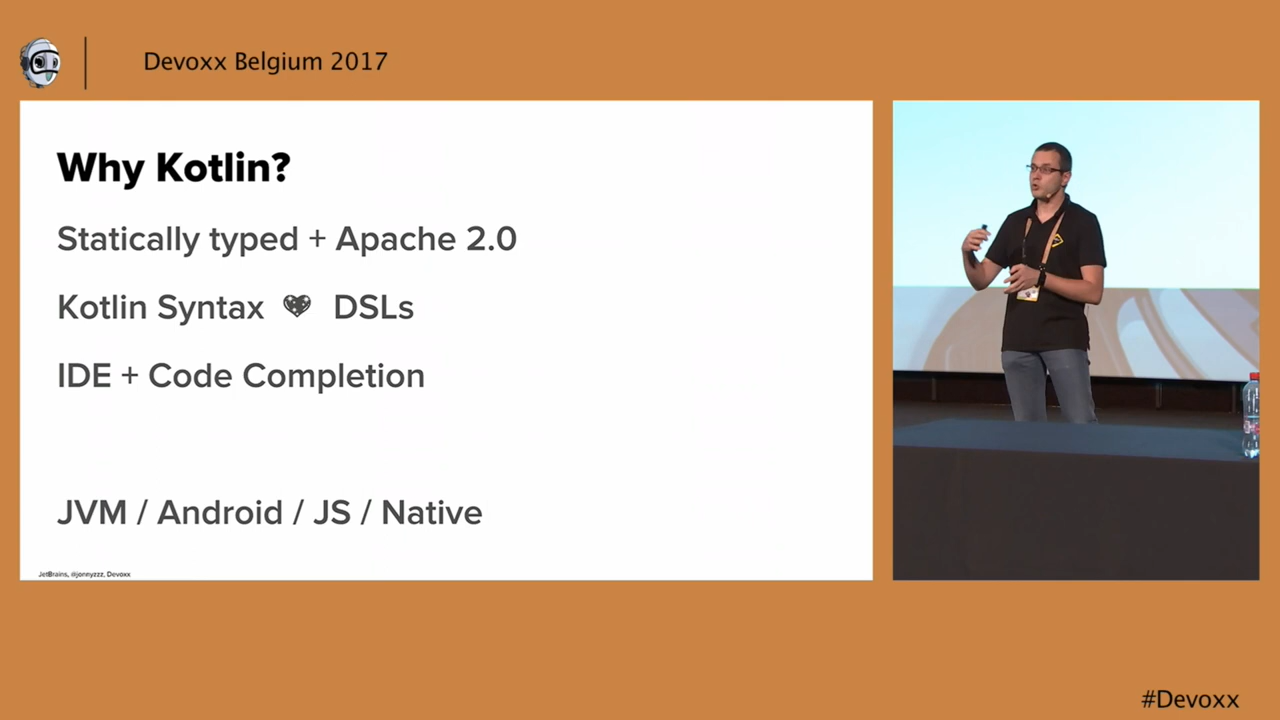 Devoxx Belgium 2017
Why Kotlin?
Statically typed + Apache 2.0
Kotlin Syntax DSLs
IDE + Code Completion
JVM / Android / JS / Native
JetBrains, @jonnyzzz, Devoxx
#Devoxx